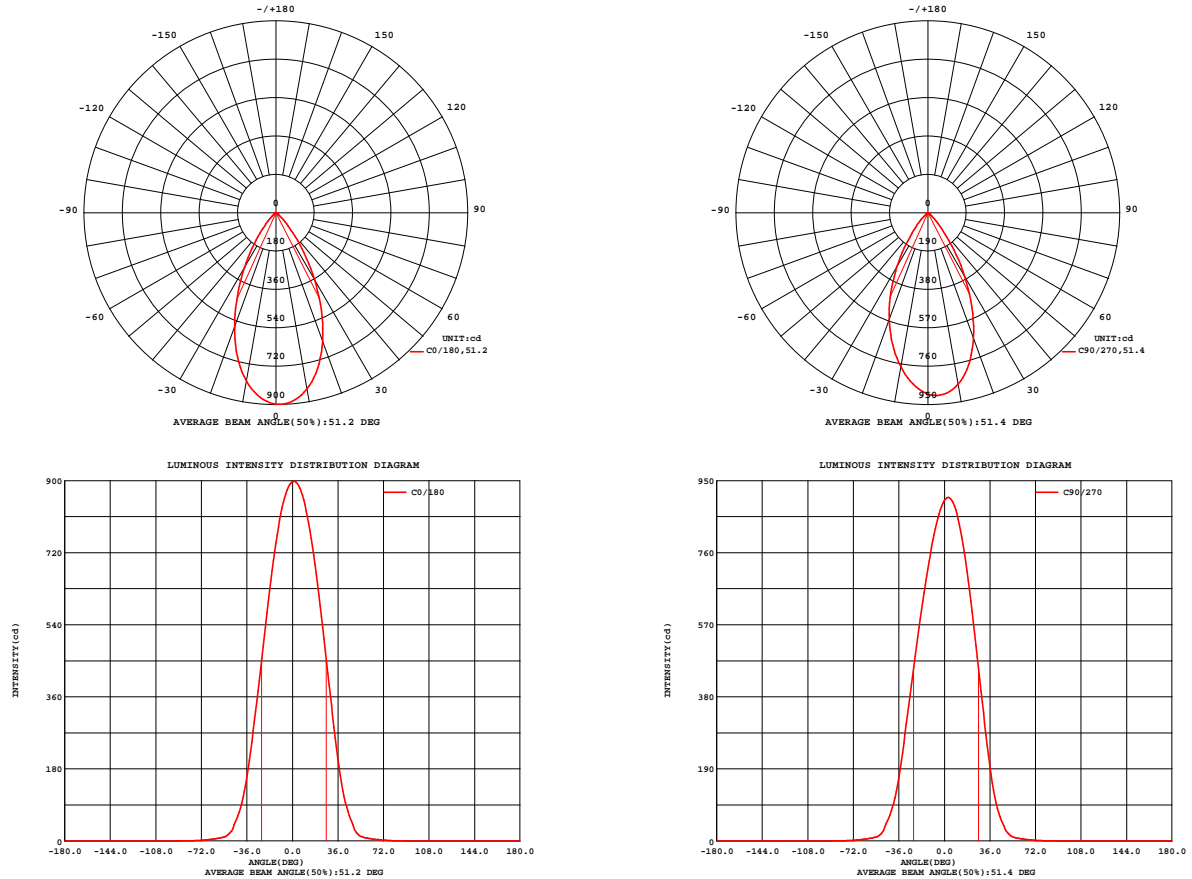 -/+180
-150
150
-120
120
-90
90
0
180
360
540
720
900
-60
60
-30
30
0
UNIT:cd
C0/180,51.2
AVERAGE BEAM ANGLE(50%):51.2 DEG
-/+180
-150
150
-120
120
-90
90
0
190
380
570
760
950
-60
60
-30
30
0
UNIT:cd
C90/270,51.4
AVERAGE BEAM ANGLE(50%):51.4 DEG
LUMINOUS INTENSITY DISTRIBUTION DIAGRAM
C0/180
900
720
540
360
180
0
INTENSITY(cd)
-180.0 -144.0 -108.0 -72.0 -36.0 0.0 36.0 72.0 108.0 144.0 180.0
ANGLE(DEG)
AVERAGE BEAM ANGLE(50%):51.2 DEG
LUMINOUS INTENSITY DISTRIBUTION DIAGRAM
C90/270
950
760
570
380
190
0
INTENSITY(cd)
-180.0 -144.0 -108.0 -72.0 -36.0 0.0 36.0 72.0 108.0 144.0 180.0
ANGLE(DEG)
AVERAGE BEAM ANGLE(50%):51.4 DEG